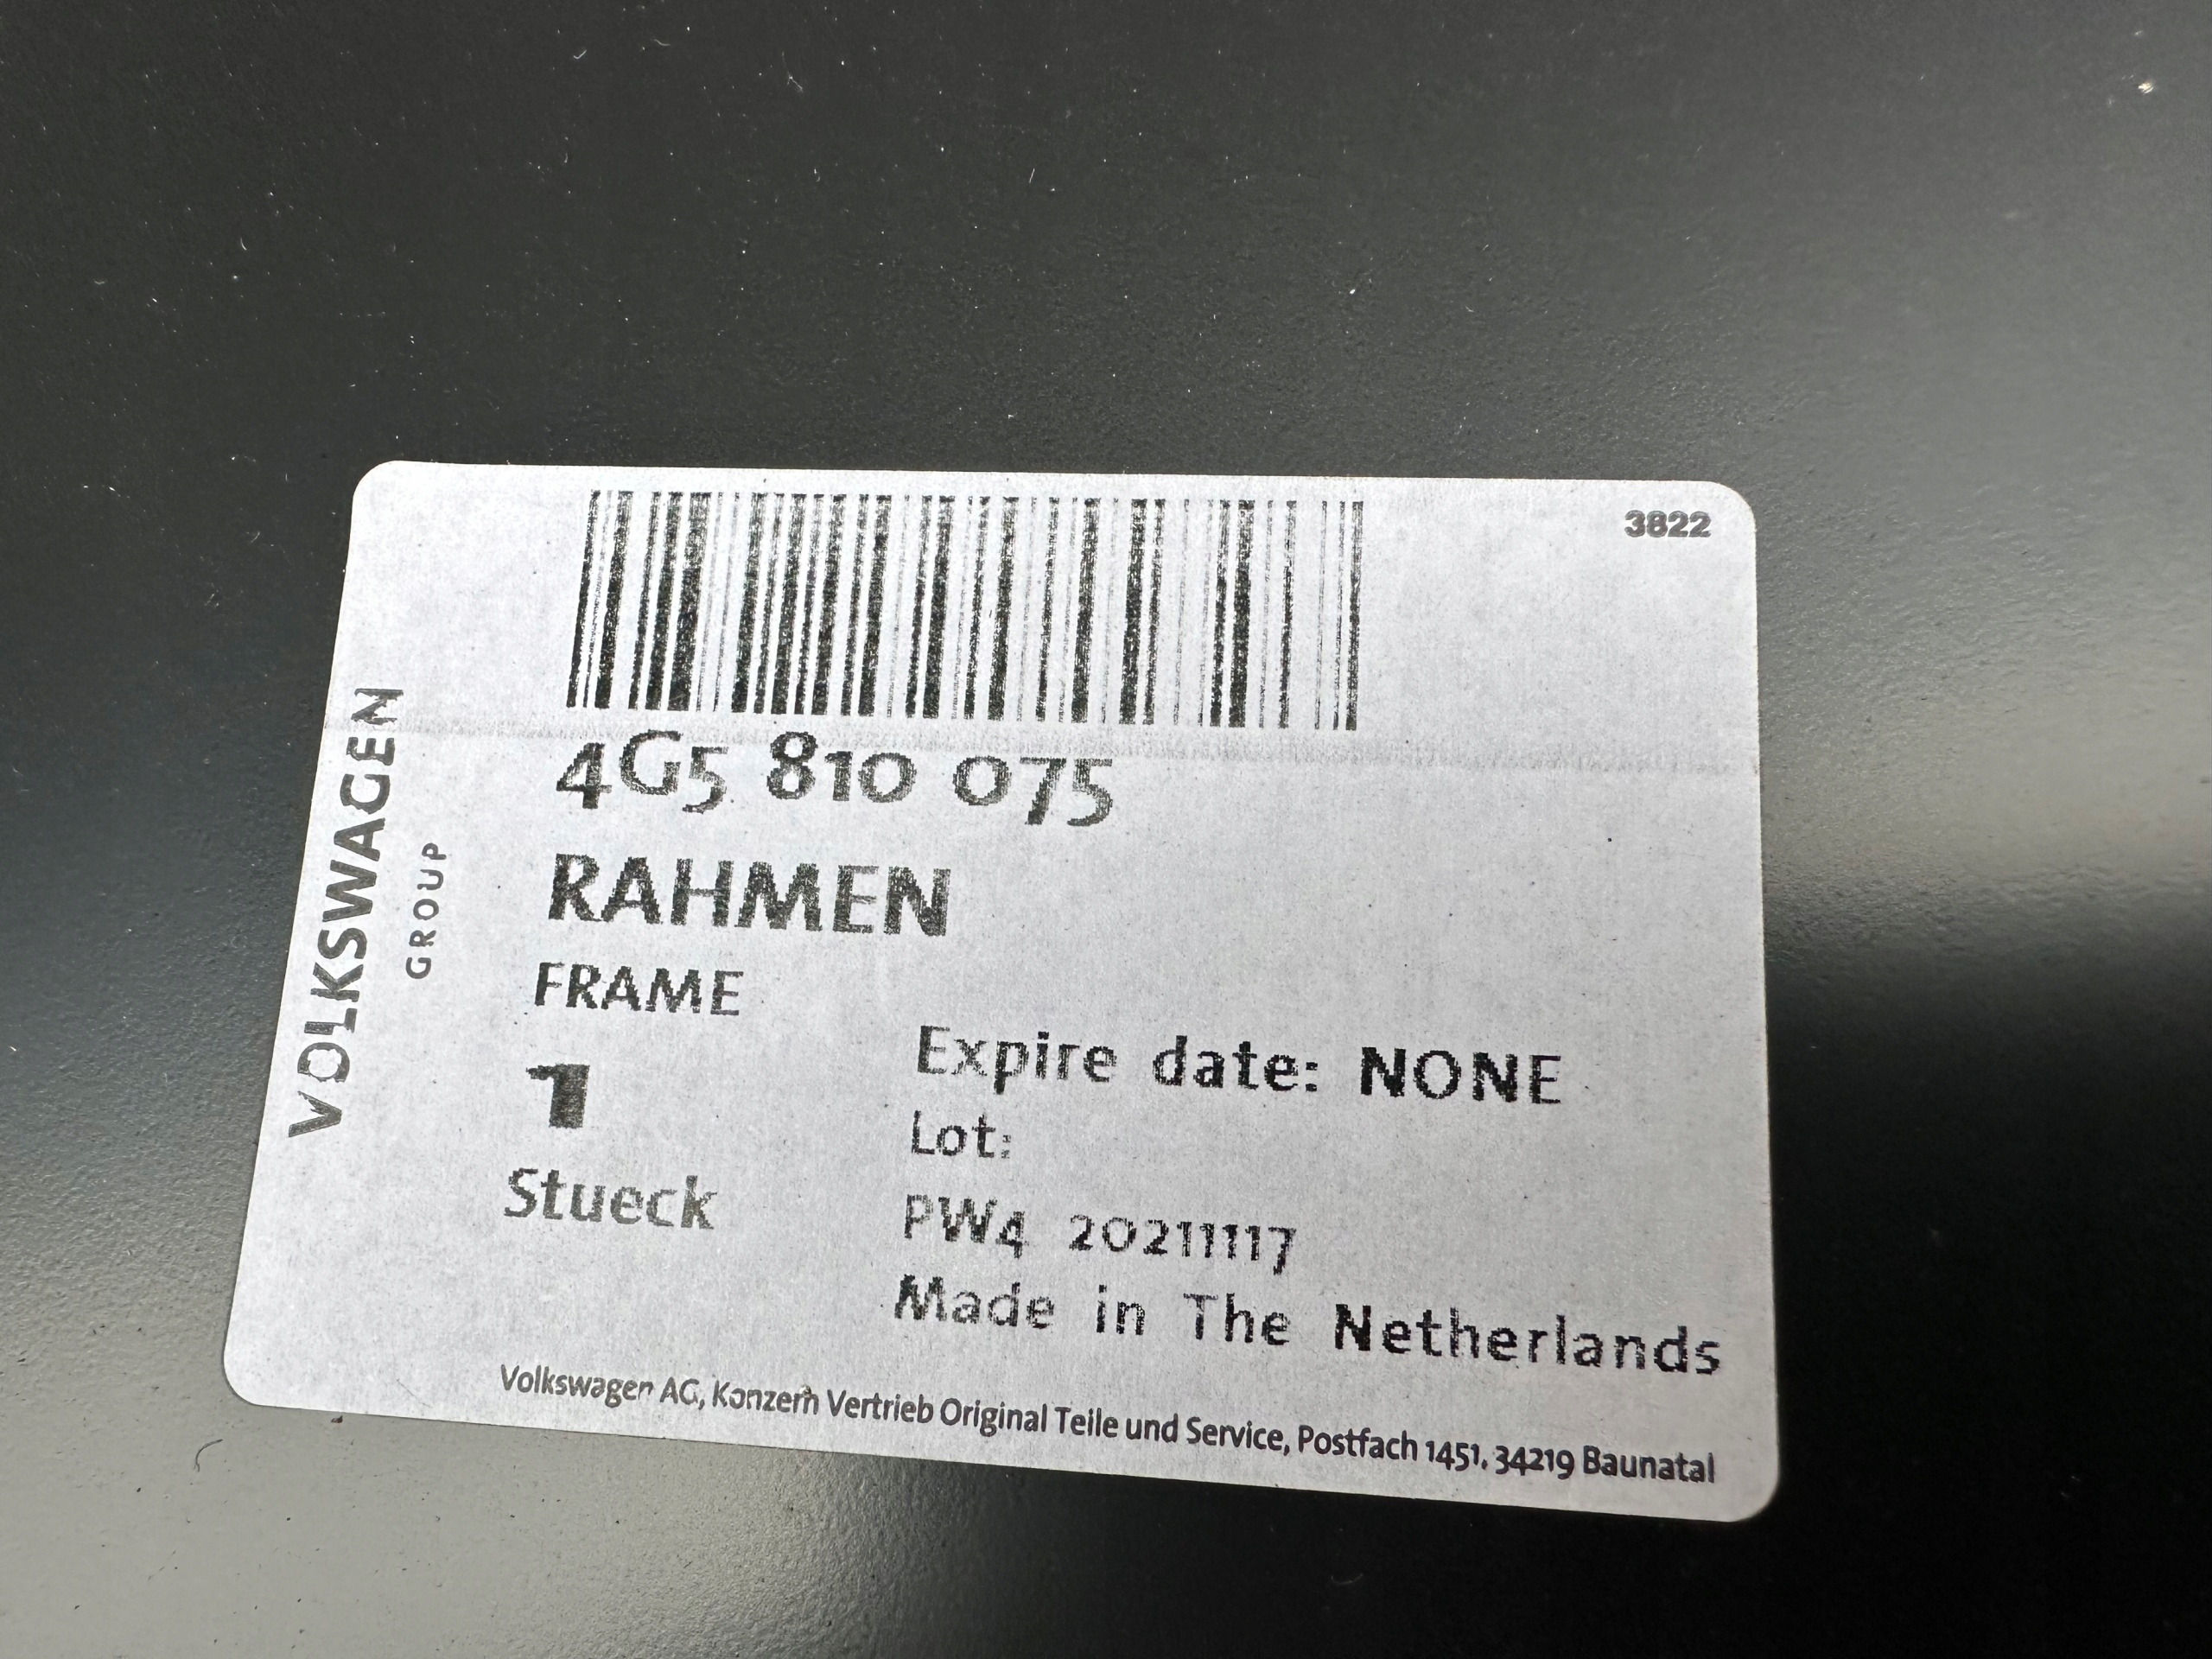 3822
4G5 810 075
RAHMEN
FRAME
1
Stueck
Expire date: NONE
Lot:
PW4 20211117
Made in The Netherlands
Volkswagen AG, Konzern Vertrieb Original Teile und Service, Postfach 1451, 34219 Baunatal
VOLKSWAGEN
GROUP